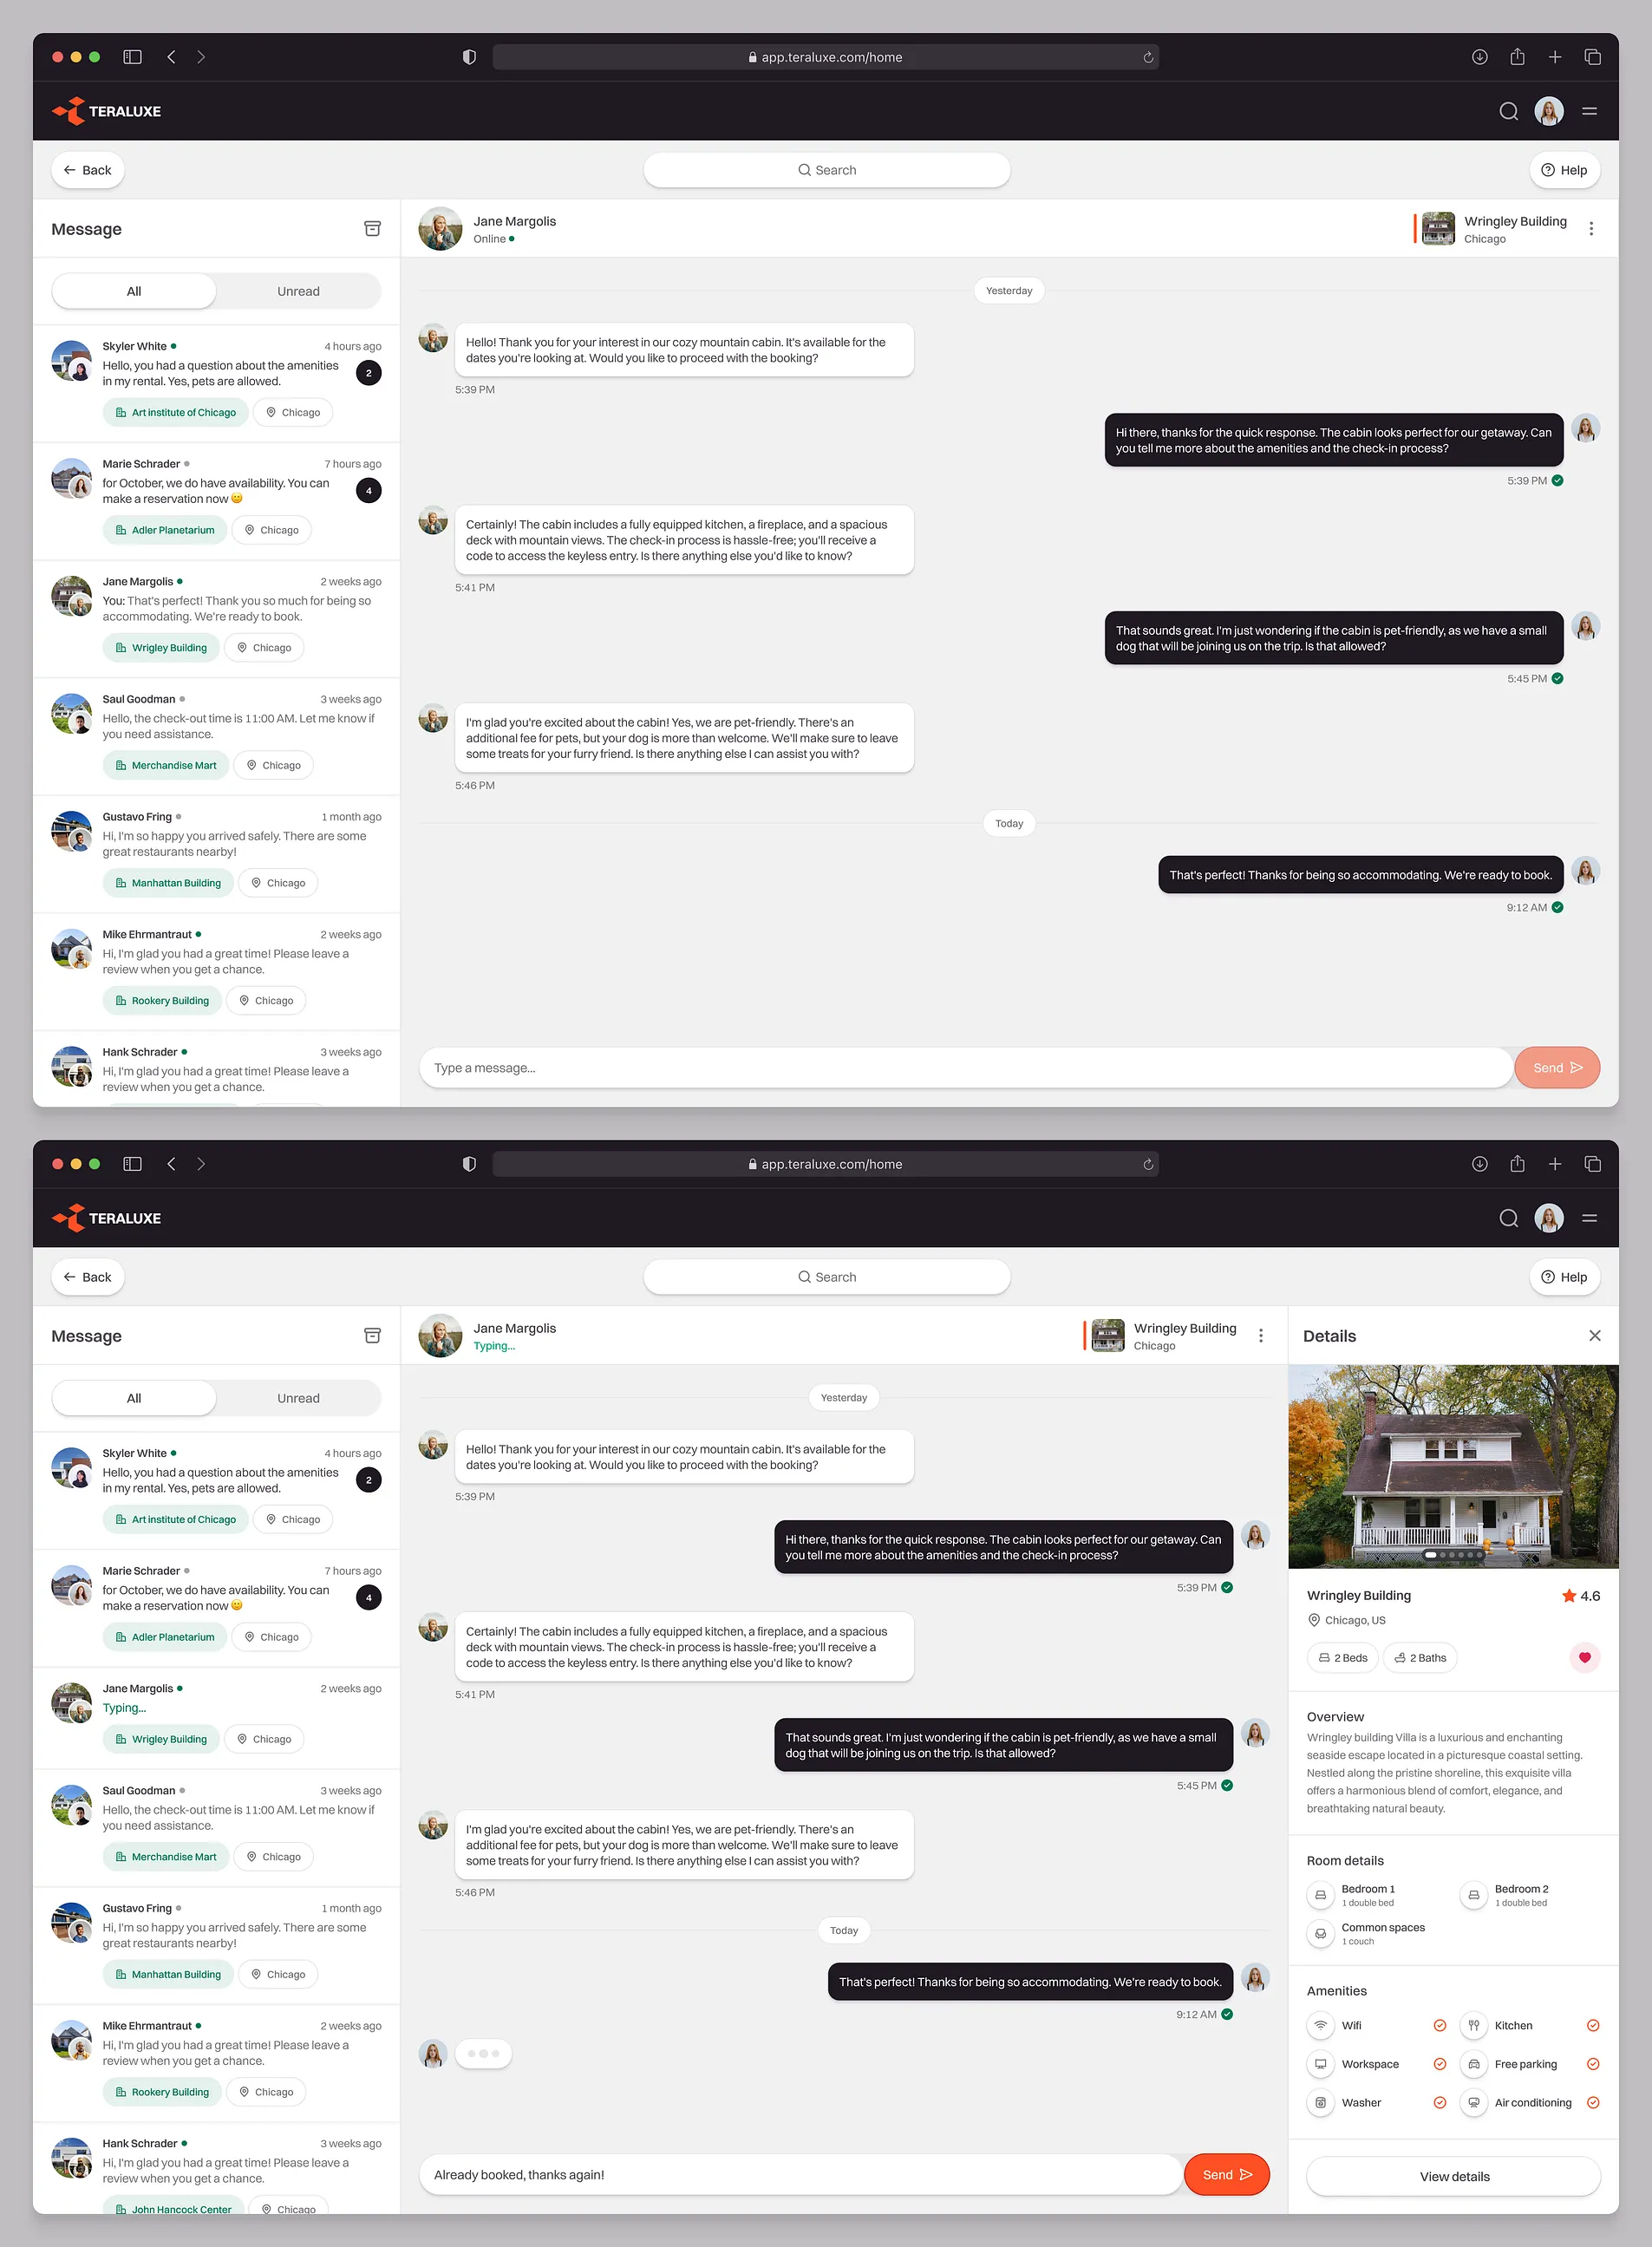 app.teraluxe.com/home
TERALUXE
Back
Search
Help
Message
All
Unread
Skyler White
4 hours ago
Hello, you had a question about the amenities
in my rental. Yes, pets are allowed.
2
Art institute of Chicago
Chicago
Marie Schrader
7 hours ago
for October, we do have availability. You can
make a reservation now 😊
4
Adler Planetarium
Chicago
Jane Margolis
2 weeks ago
You: That's perfect! Thank you so much for being so
accommodating. We're ready to book.
Wrigley Building
Chicago
Saul Goodman
3 weeks ago
Hello, the check-out time is 11:00 AM. Let me know if
you need assistance.
Merchandise Mart
Chicago
Gustavo Fring
1 month ago
Hi, I'm so happy you arrived safely. There are some
great restaurants nearby!
Manhattan Building
Chicago
Mike Ehrmantraut
2 weeks ago
Hi, I'm glad you had a great time! Please leave a
review when you get a chance.
Rookery Building
Chicago
Hank Schrader
3 weeks ago
Hi, I'm glad you had a great time! Please leave a
review when you get a chance.
Jane Margolis
Online
Wringley Building
Chicago
Yesterday
Hello! Thank you for your interest in our cozy mountain cabin. It's available for the
dates you're looking at. Would you like to proceed with the booking?
5:39 PM
Hi there, thanks for the quick response. The cabin looks perfect for our getaway. Can
you tell me more about the amenities and the check-in process?
5:39 PM
Certainly! The cabin includes a fully equipped kitchen, a fireplace, and a spacious
deck with mountain views. The check-in process is hassle-free; you'll receive a
code to access the keyless entry. Is there anything else you'd like to know?
5:41 PM
That sounds great. I'm just wondering if the cabin is pet-friendly, as we have a small
dog that will be joining us on the trip. Is that allowed?
5:45 PM
I'm glad you're excited about the cabin! Yes, we are pet-friendly. There's an
additional fee for pets, but your dog is more than welcome. We'll make sure to leave
some treats for your furry friend. Is there anything else I can assist you with?
5:46 PM
Today
That's perfect! Thanks for being so accommodating. We're ready to book.
9:12 AM
Type a message...
Send
app.teraluxe.com/home
TERALUXE
Back
Search
Help
Message
All
Unread
Skyler White
4 hours ago
Hello, you had a question about the amenities
in my rental. Yes, pets are allowed.
2
Art institute of Chicago
Chicago
Marie Schrader
7 hours ago
for October, we do have availability. You can
make a reservation now 😊
4
Adler Planetarium
Chicago
Jane Margolis
2 weeks ago
Typing...
Wrigley Building
Chicago
Saul Goodman
3 weeks ago
Hello, the check-out time is 11:00 AM. Let me know if
you need assistance.
Merchandise Mart
Chicago
Gustavo Fring
1 month ago
Hi, I'm so happy you arrived safely. There are some
great restaurants nearby!
Manhattan Building
Chicago
Mike Ehrmantraut
2 weeks ago
Hi, I'm glad you had a great time! Please leave a
review when you get a chance.
Rookery Building
Chicago
Hank Schrader
3 weeks ago
Hi, I'm glad you had a great time! Please leave a
review when you get a chance.
John Hancock Center
Chicago
Jane Margolis
Typing...
Wringley Building
Chicago
Yesterday
Hello! Thank you for your interest in our cozy mountain cabin. It's available for the
dates you're looking at. Would you like to proceed with the booking?
5:39 PM
Hi there, thanks for the quick response. The cabin looks perfect for our getaway. Can
you tell me more about the amenities and the check-in process?
5:39 PM
Certainly! The cabin includes a fully equipped kitchen, a fireplace, and a spacious
deck with mountain views. The check-in process is hassle-free; you'll receive a
code to access the keyless entry. Is there anything else you'd like to know?
5:41 PM
That sounds great. I'm just wondering if the cabin is pet-friendly, as we have a small
dog that will be joining us on the trip. Is that allowed?
5:45 PM
I'm glad you're excited about the cabin! Yes, we are pet-friendly. There's an
additional fee for pets, but your dog is more than welcome. We'll make sure to leave
some treats for your furry friend. Is there anything else I can assist you with?
5:46 PM
Today
That's perfect! Thanks for being so accommodating. We're ready to book.
9:12 AM
Already booked, thanks again!
Send
Details
Wringley Building
4.6
Chicago, US
2 Beds
2 Baths
Overview
Wringley building Villa is a luxurious and enchanting
seaside escape located in a picturesque coastal setting.
Nestled along the pristine shoreline, this exquisite villa
offers a harmonious blend of comfort, elegance, and
breathtaking natural beauty.
Room details
Bedroom 1
1 double bed
Bedroom 2
1 double bed
Common spaces
1 couch
Amenities
Wifi
Kitchen
Workspace
Free parking
Washer
Air conditioning
View details